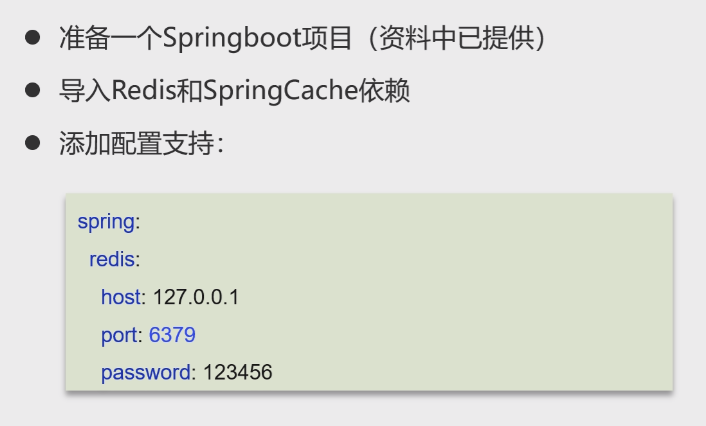 ● 准备一个Springboot项目（资料中已提供）
● 导入Redis和SpringCache依赖
● 添加配置支持：
spring:
redis:
host: 127.0.0.1
port: 6379
password: 123456